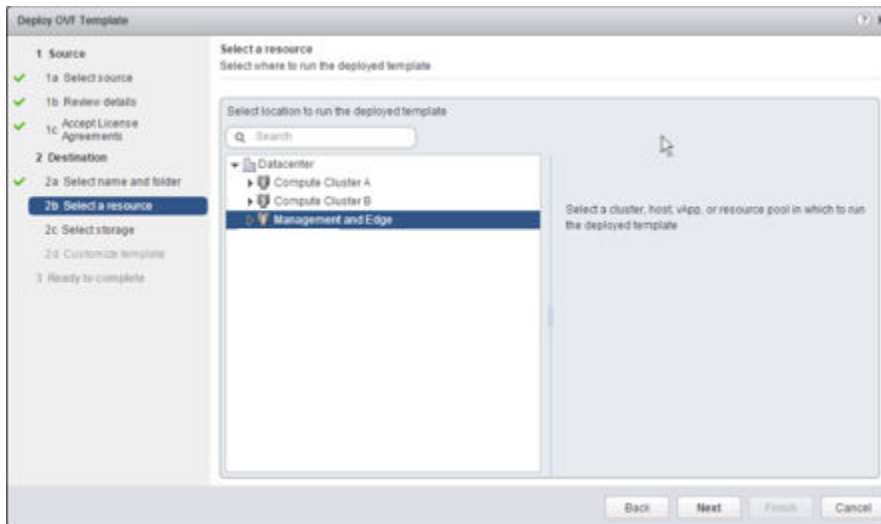 Deploy OVF Template
1 Source
1a Select source
1b Review details
1c Accept License
Agreements
2 Destination
2a Select name and folder
2b Select a resource
2c Select storage
2d Customize template
3 Ready to complete
Select a resource
Select where to run the deployed template
Select location to run the deployed template
Search
Datacenter
Compute Cluster A
Compute Cluster B
Management and Edge
Select a cluster, host, vApp, or resource pool in which to run
the deployed template
Back Next Finish Cancel